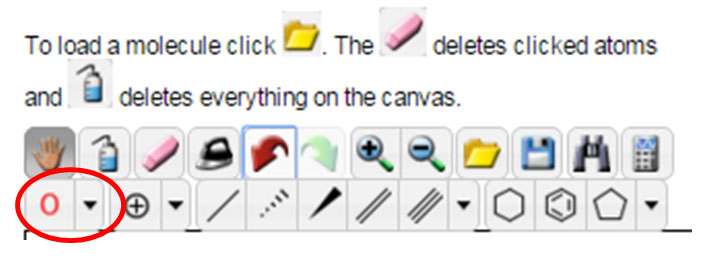 To load a molecule click . The deletes clicked atoms
and deletes everything on the canvas.
O